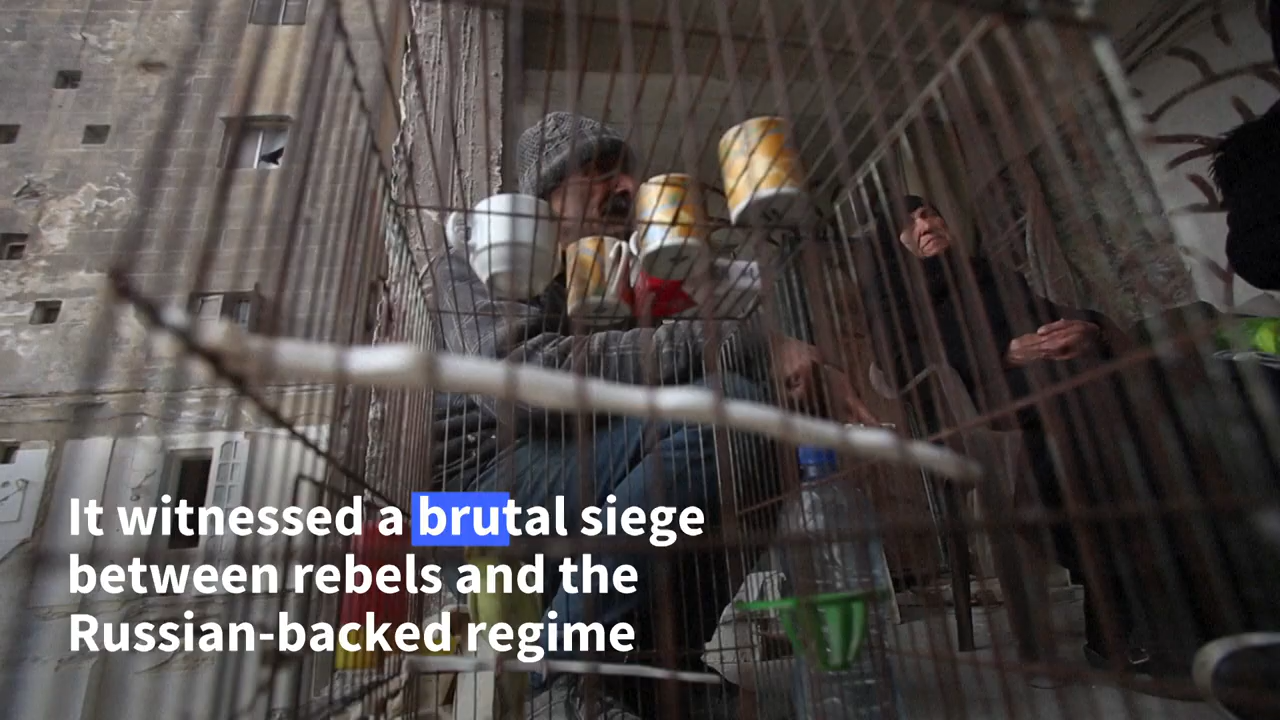 It witnessed a brutal siege
between rebels and the
Russian-backed regime